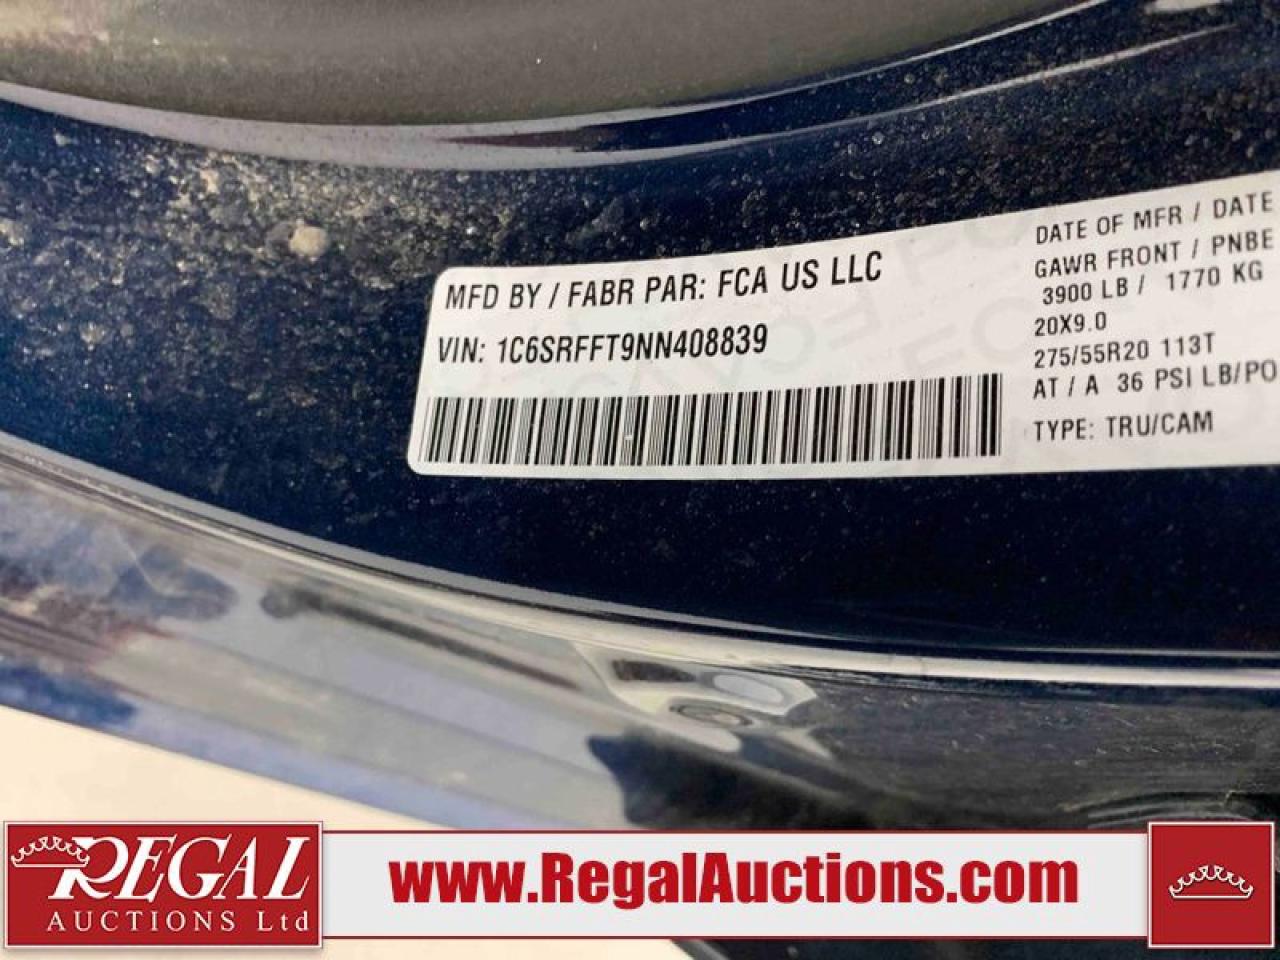 MFD BY / FABR PAR: FCA US LLC
VIN: 1C6SRFFT9NN408839
DATE OF MFR / DATE
GAWR FRONT / PNBE
3900 LB / 1770 KG
20X9.0
275/55R20 113T
AT / A 36 PSI LB/PO
TYPE: TRU/CAM
REGAL
AUCTIONS Ltd
www.RegalAuctions.com